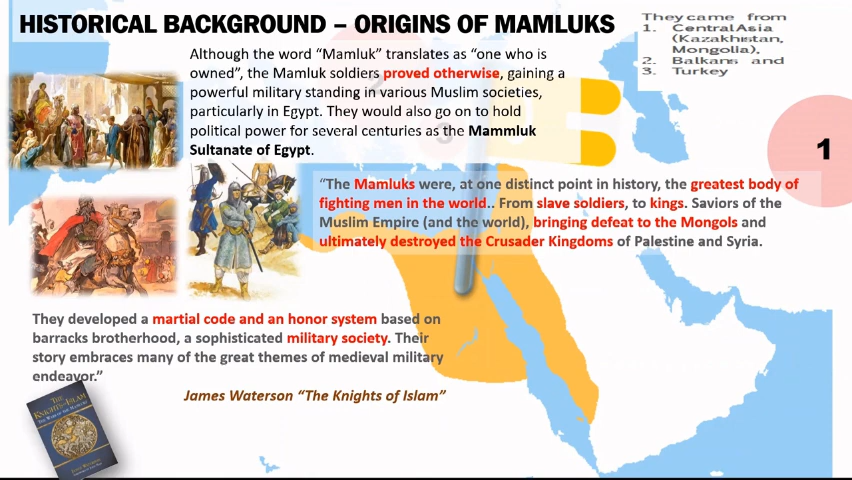 HISTORICAL BACKGROUND – ORIGINS OF MAMLUKS
They came from
1. Central Asia
(Kazakhistan,
Mongolia),
2. Balkans and
3. Turkey
Although the word “Mamluk” translates as “one who is
owned”, the Mamluk soldiers proved otherwise, gaining a
powerful military standing in various Muslim societies,
particularly in Egypt. They would also go on to hold
political power for several centuries as the Mammluk
Sultanate of Egypt.
1
“The Mamluks were, at one distinct point in history, the greatest body of
fighting men in the world.. From slave soldiers, to kings. Saviors of the
Muslim Empire (and the world), bringing defeat to the Mongols and
ultimately destroyed the Crusader Kingdoms of Palestine and Syria.
They developed a martial code and an honor system based on
barracks brotherhood, a sophisticated military society. Their
story embraces many of the great themes of medieval military
endeavor.”
James Waterson “The Knights of Islam”
THE
KNIGHTS OF ISLAM